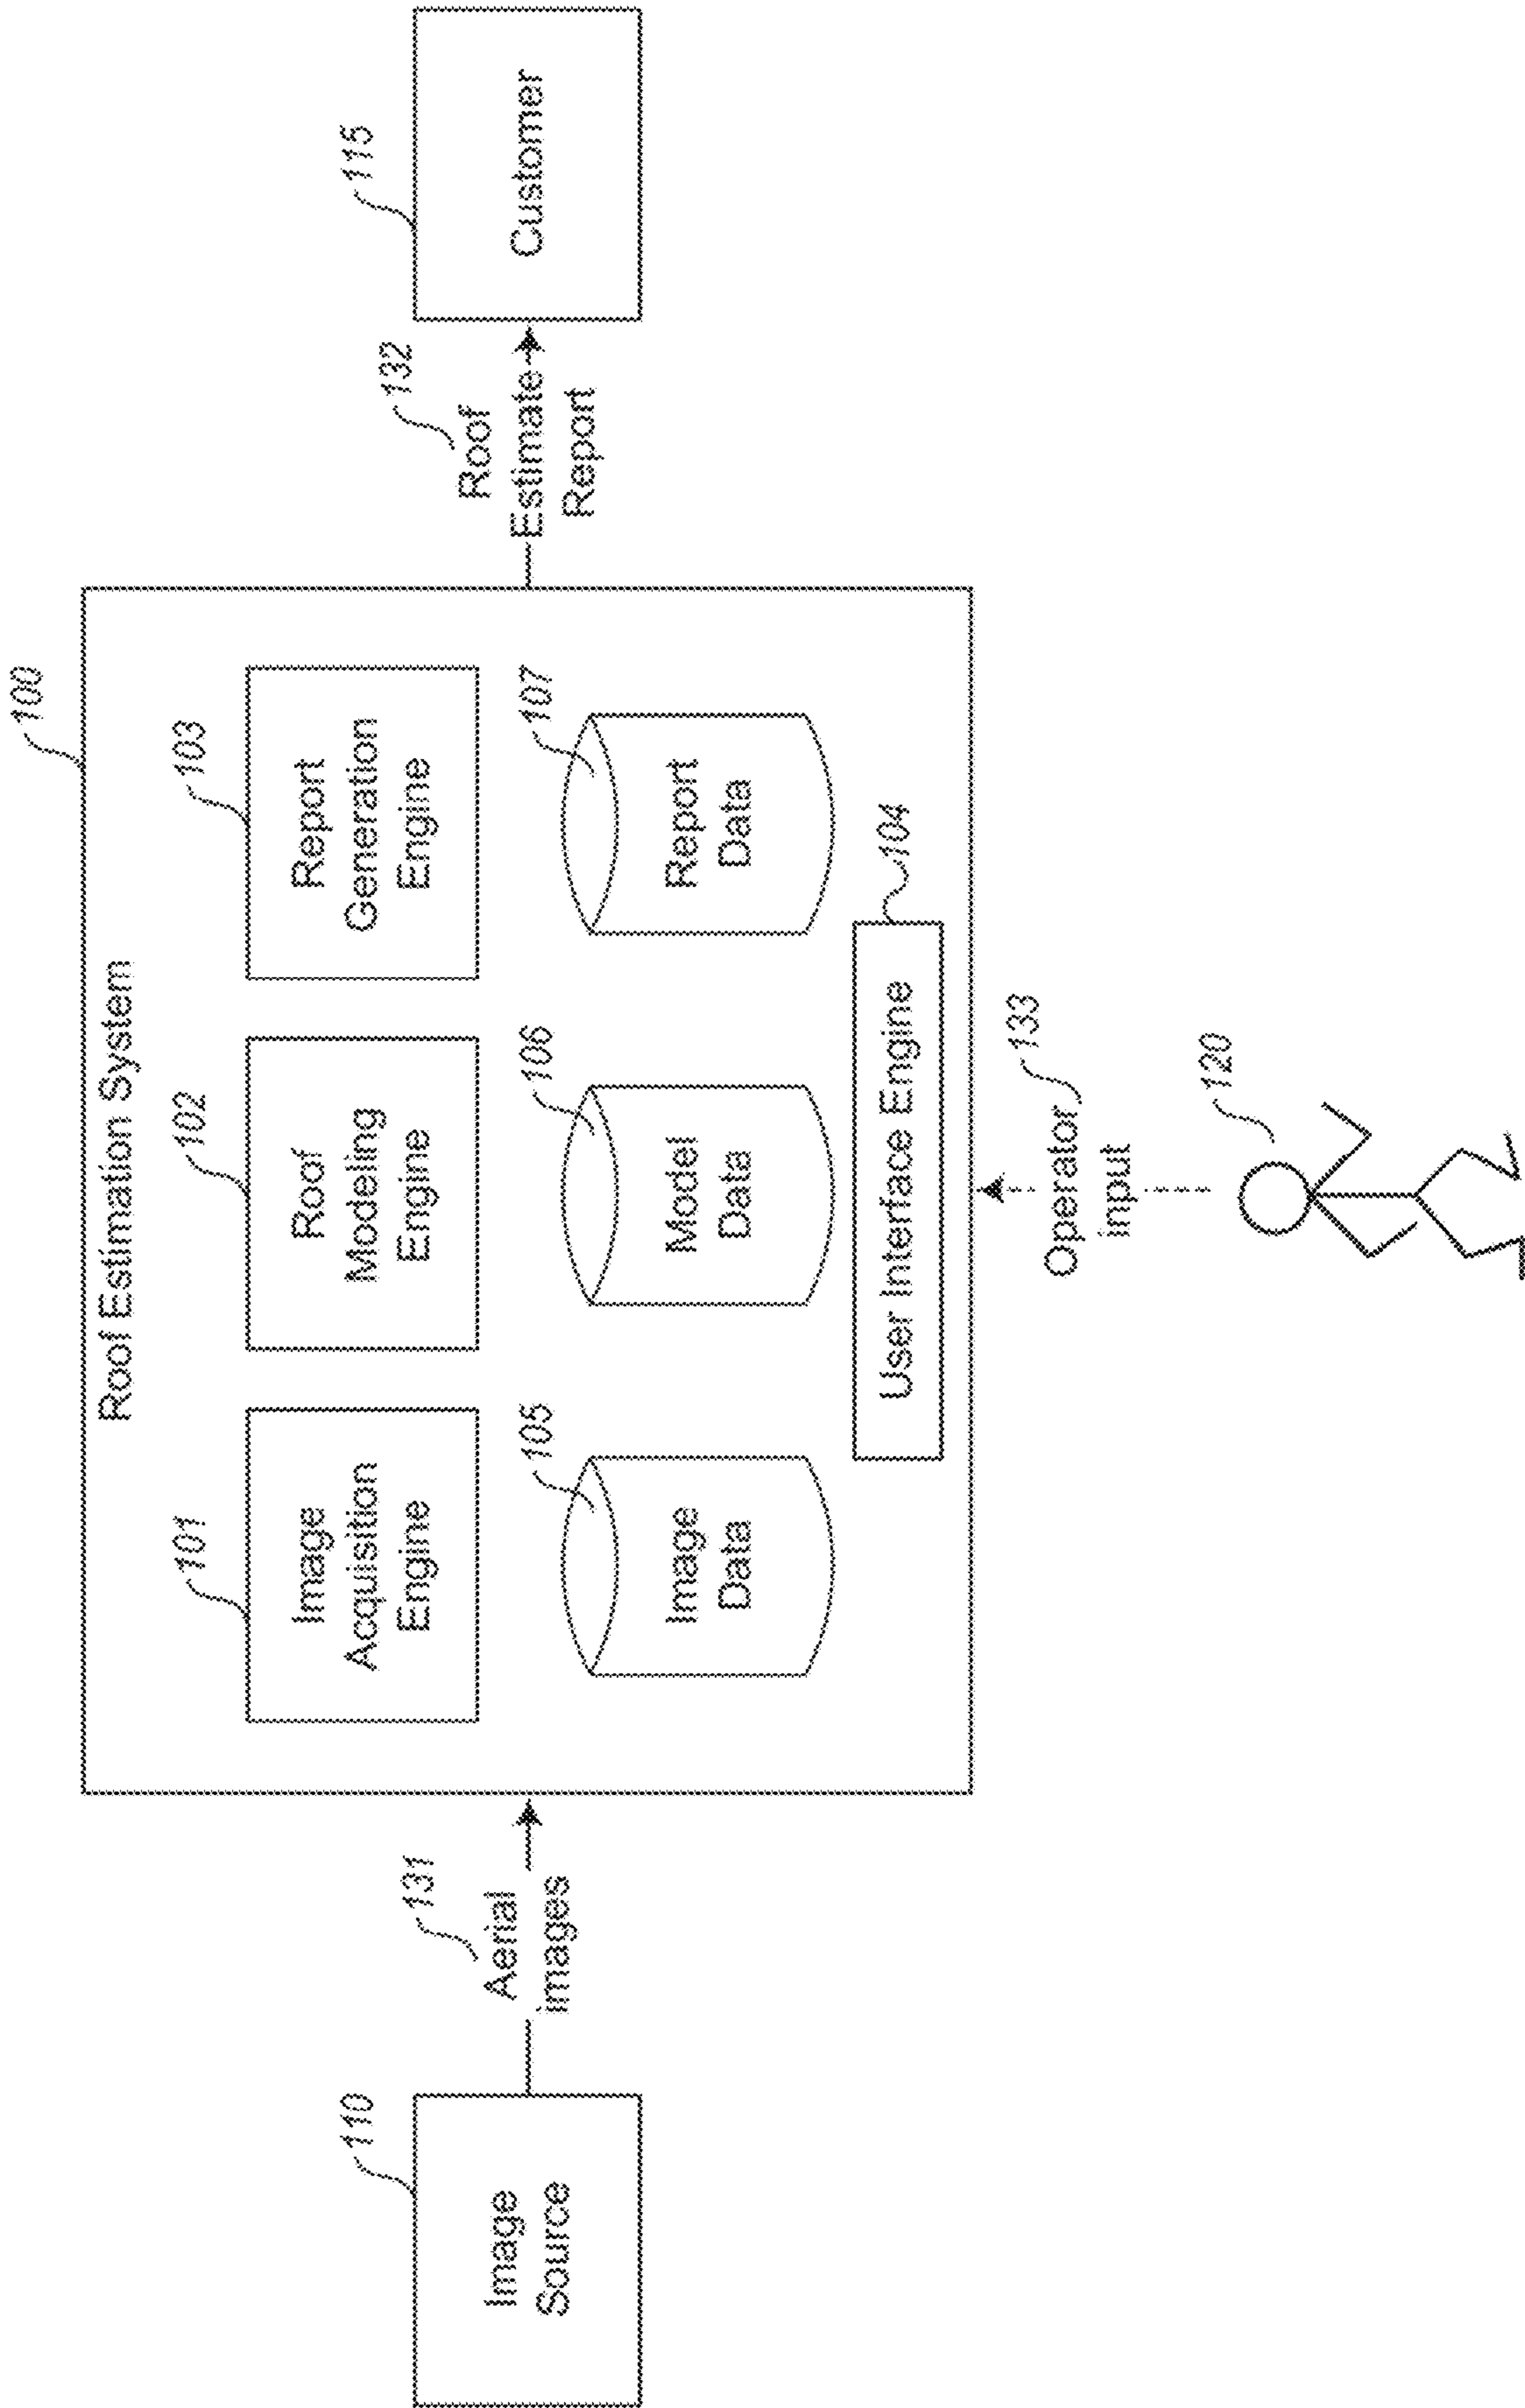 100
Roof Estimation System
101
Image
Acquisition
Engine
102
Roof
Modeling
Engine
103
Report
Generation
Engine
110
Image
Source
131
Aerial
images
105
Image
Data
106
Model
Data
107
Report
Data
132
Roof
Estimate
Report
115
Customer
User Interface Engine
104
Operator
input
133
120